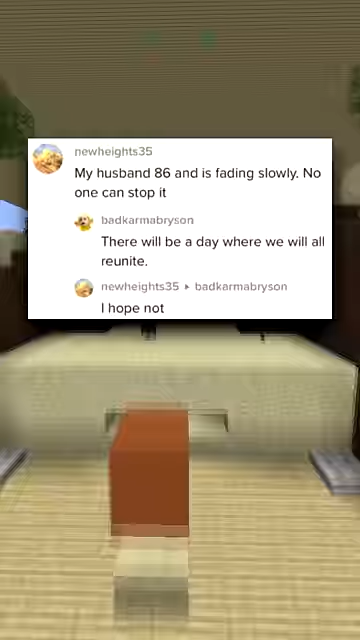 newheights35
My husband 86 and is fading slowly. No
one can stop it
badkarmabryson
There will be a day where we will all
reunite.
newheights35 ▸ badkarmabryson
I hope not